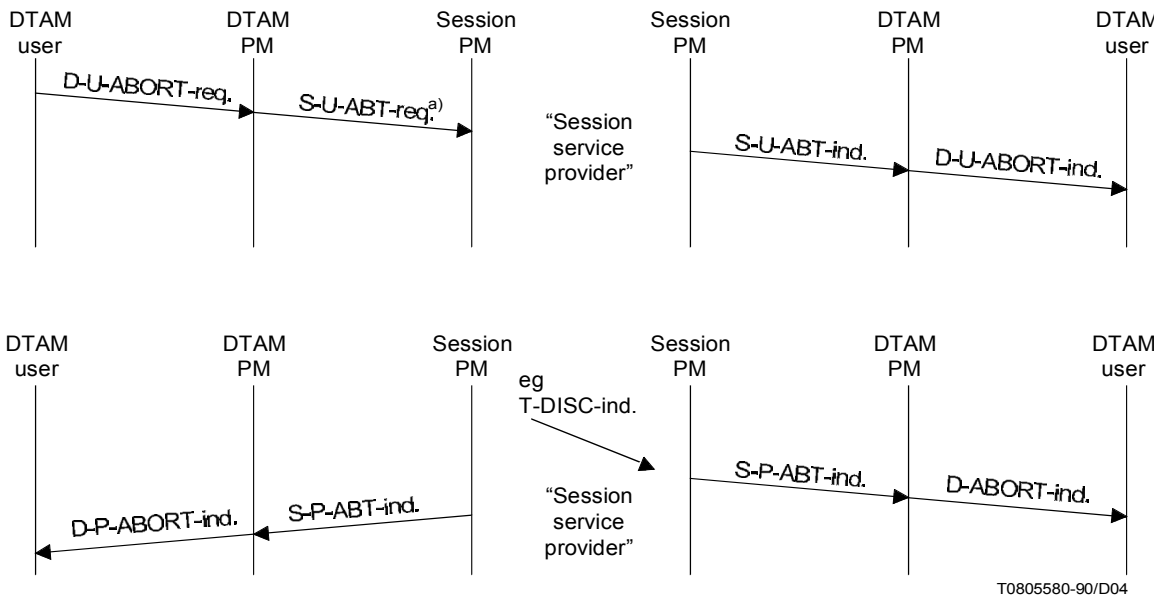 DTAM
user
DTAM
PM
Session
PM
Session
PM
DTAM
PM
DTAM
user
D-U-ABORT-req.
S-U-ABT-req.a)
“Session
service
provider”
S-U-ABT-ind.
D-U-ABORT-ind.
DTAM
user
DTAM
PM
Session
PM
Session
PM
DTAM
PM
DTAM
user
eg
T-DISC-ind.
D-P-ABORT-ind.
S-P-ABT-ind.
“Session
service
provider”
S-P-ABT-ind.
D-ABORT-ind.
T0805580-90/D04